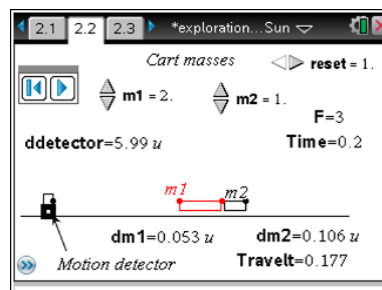 2.1 2.2 2.3 *exploration...Sun
Cart masses reset = 1.
m1 = 2. m2 = 1.
F=3
ddetector=5.99 u Time=0.2
m1 m2
dm1=0.053 u dm2=0.106 u
Motion detector Travelt=0.177